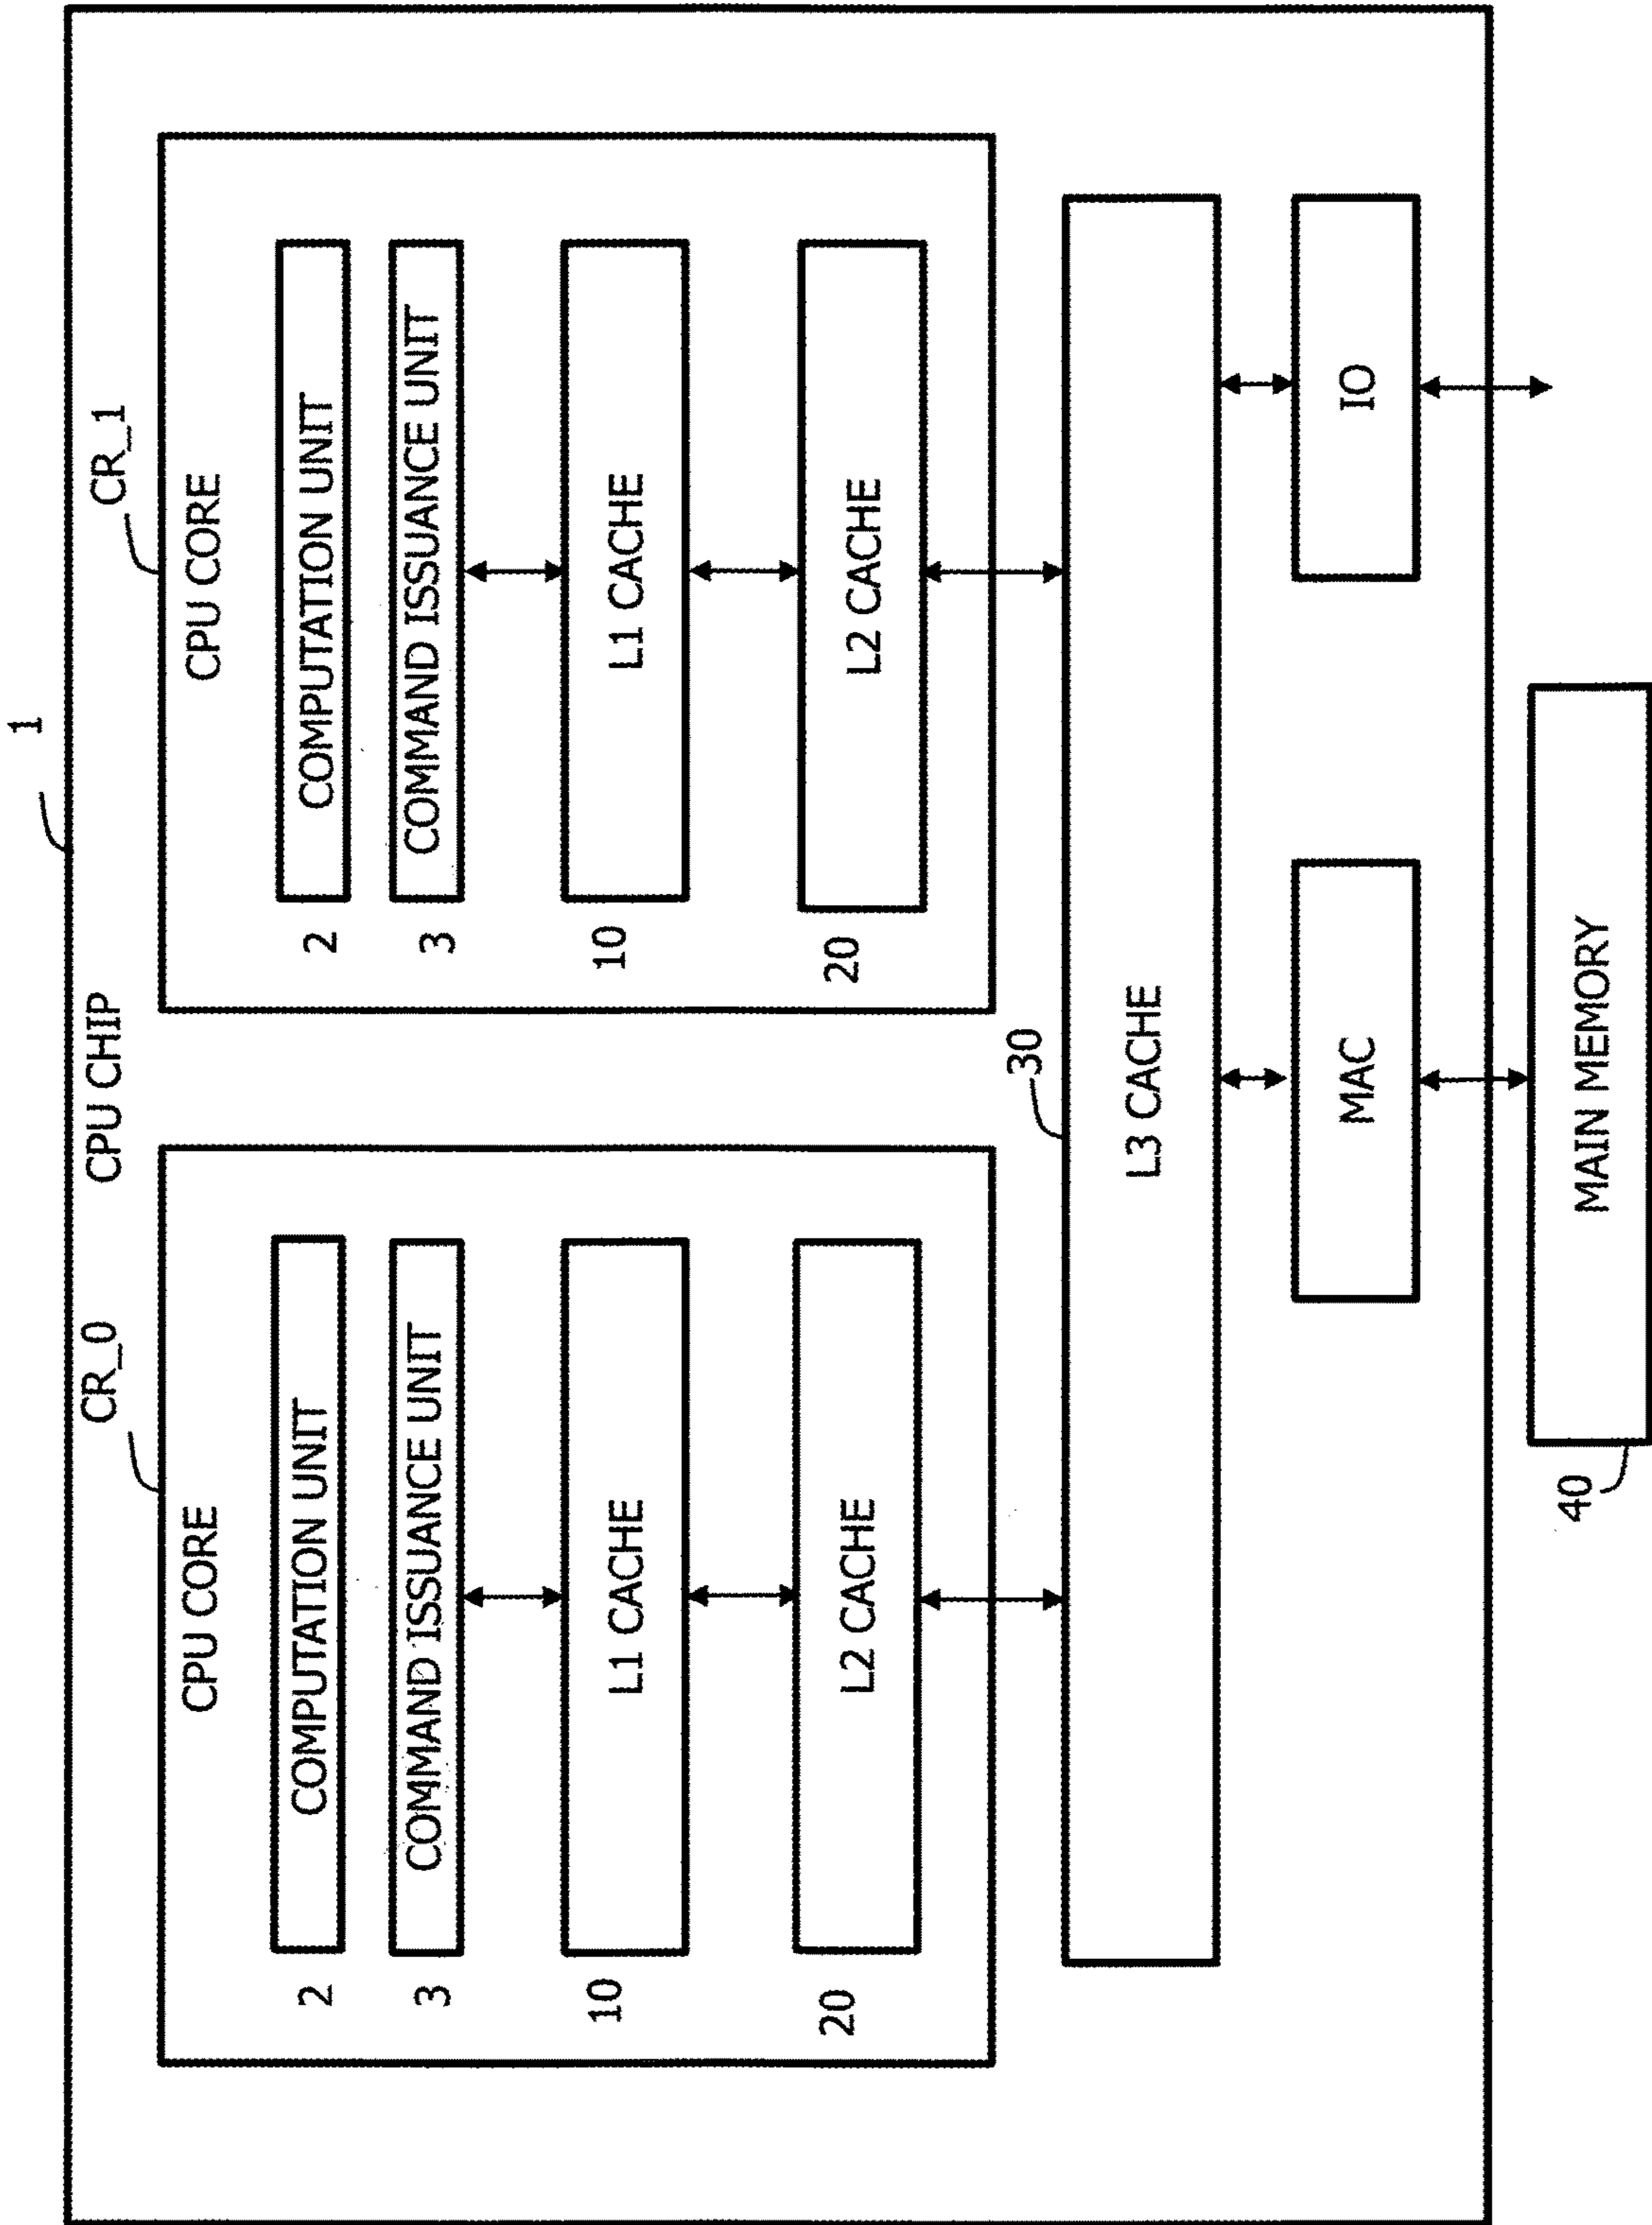 1
CPU CHIP
CR_0
CR_1
CPU CORE
2
COMPUTATION UNIT
3
COMMAND ISSUANCE UNIT
10
L1 CACHE
20
L2 CACHE
CPU CORE
2
COMPUTATION UNIT
3
COMMAND ISSUANCE UNIT
10
L1 CACHE
20
L2 CACHE
30
L3 CACHE
MAC
IO
40
MAIN MEMORY